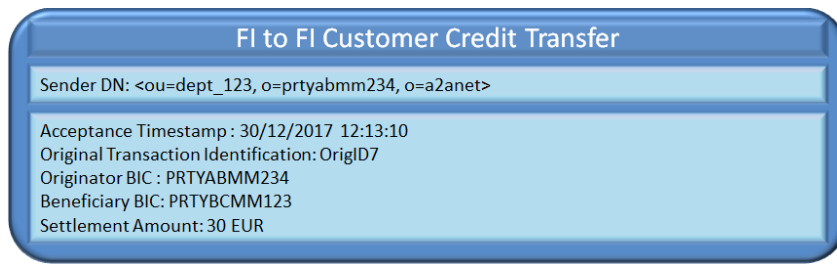 FI to FI Customer Credit Transfer
Sender DN: <ou=dept_123, o=prtyabmm234, o=a2anet>
Acceptance Timestamp : 30/12/2017 12:13:10
Original Transaction Identification: OrigID7
Originator BIC : PRTYABMM234
Beneficiary BIC: PRTYBCMM123
Settlement Amount: 30 EUR